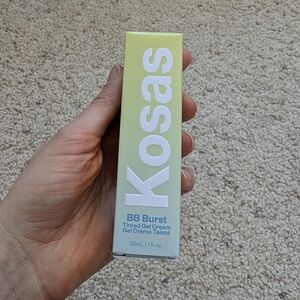 Kosas
BB Burst
Tinted Gel Cream
Gel Crème Teinté
30mL / 1 fl oz